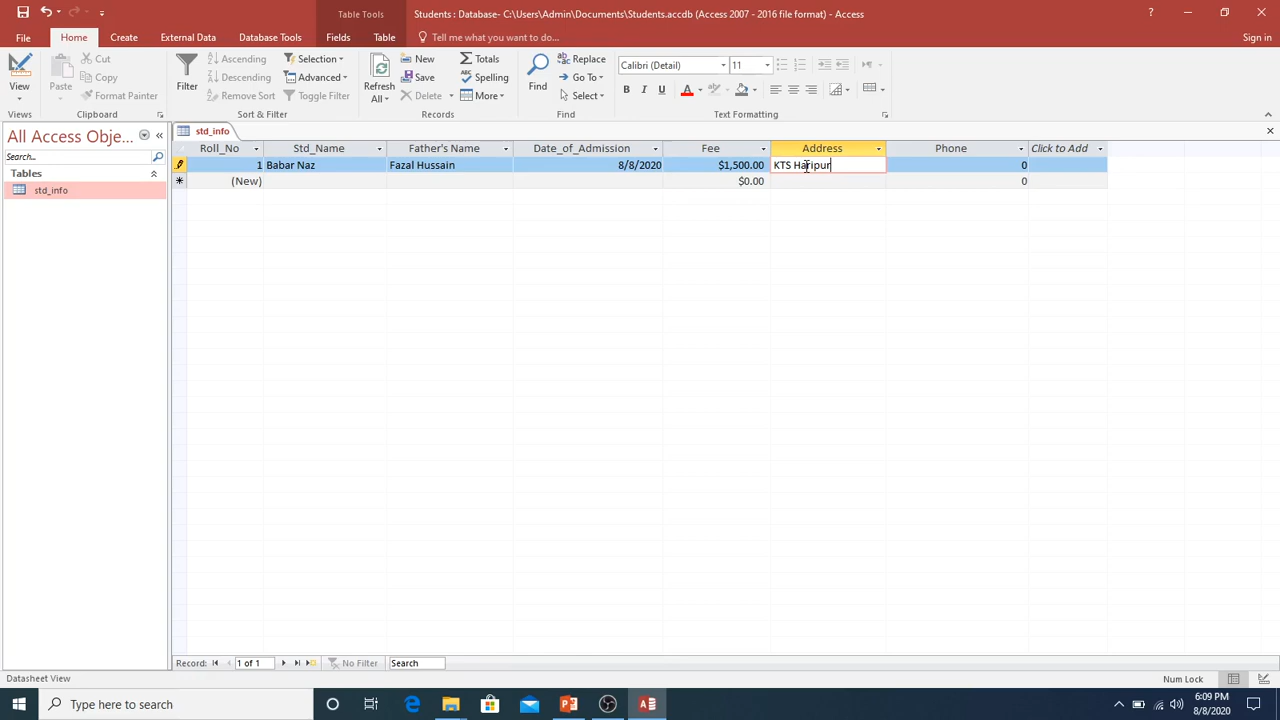 Table Tools
Students : Database- C:\Users\Admin\Documents\Students.accdb (Access 2007 - 2016 file format) - Access
File Home Create External Data Database Tools Fields Table Tell me what you want to do... Sign in
View
Views
Paste
Cut
Copy
Format Painter
Clipboard
Filter
Ascending
Descending
Remove Sort
Selection
Advanced
Toggle Filter
Sort & Filter
Refresh
All
New
Save
Delete
Totals
Spelling
More
Records
Find
Replace
Go To
Select
Find
Calibri (Detail) 11
B I U A ab
Text Formatting
All Access Obje...
Search...
Tables
std_info
std_info
Roll_No Std_Name Father's Name Date_of_Admission Fee Address Phone Click to Add
1 Babar Naz Fazal Hussain 8/8/2020 $1,500.00 KTS Haripur 0
(New) $0.00 0
Record: 1 of 1 No Filter Search
Datasheet View Num Lock
Type here to search
6:09 PM
8/8/2020